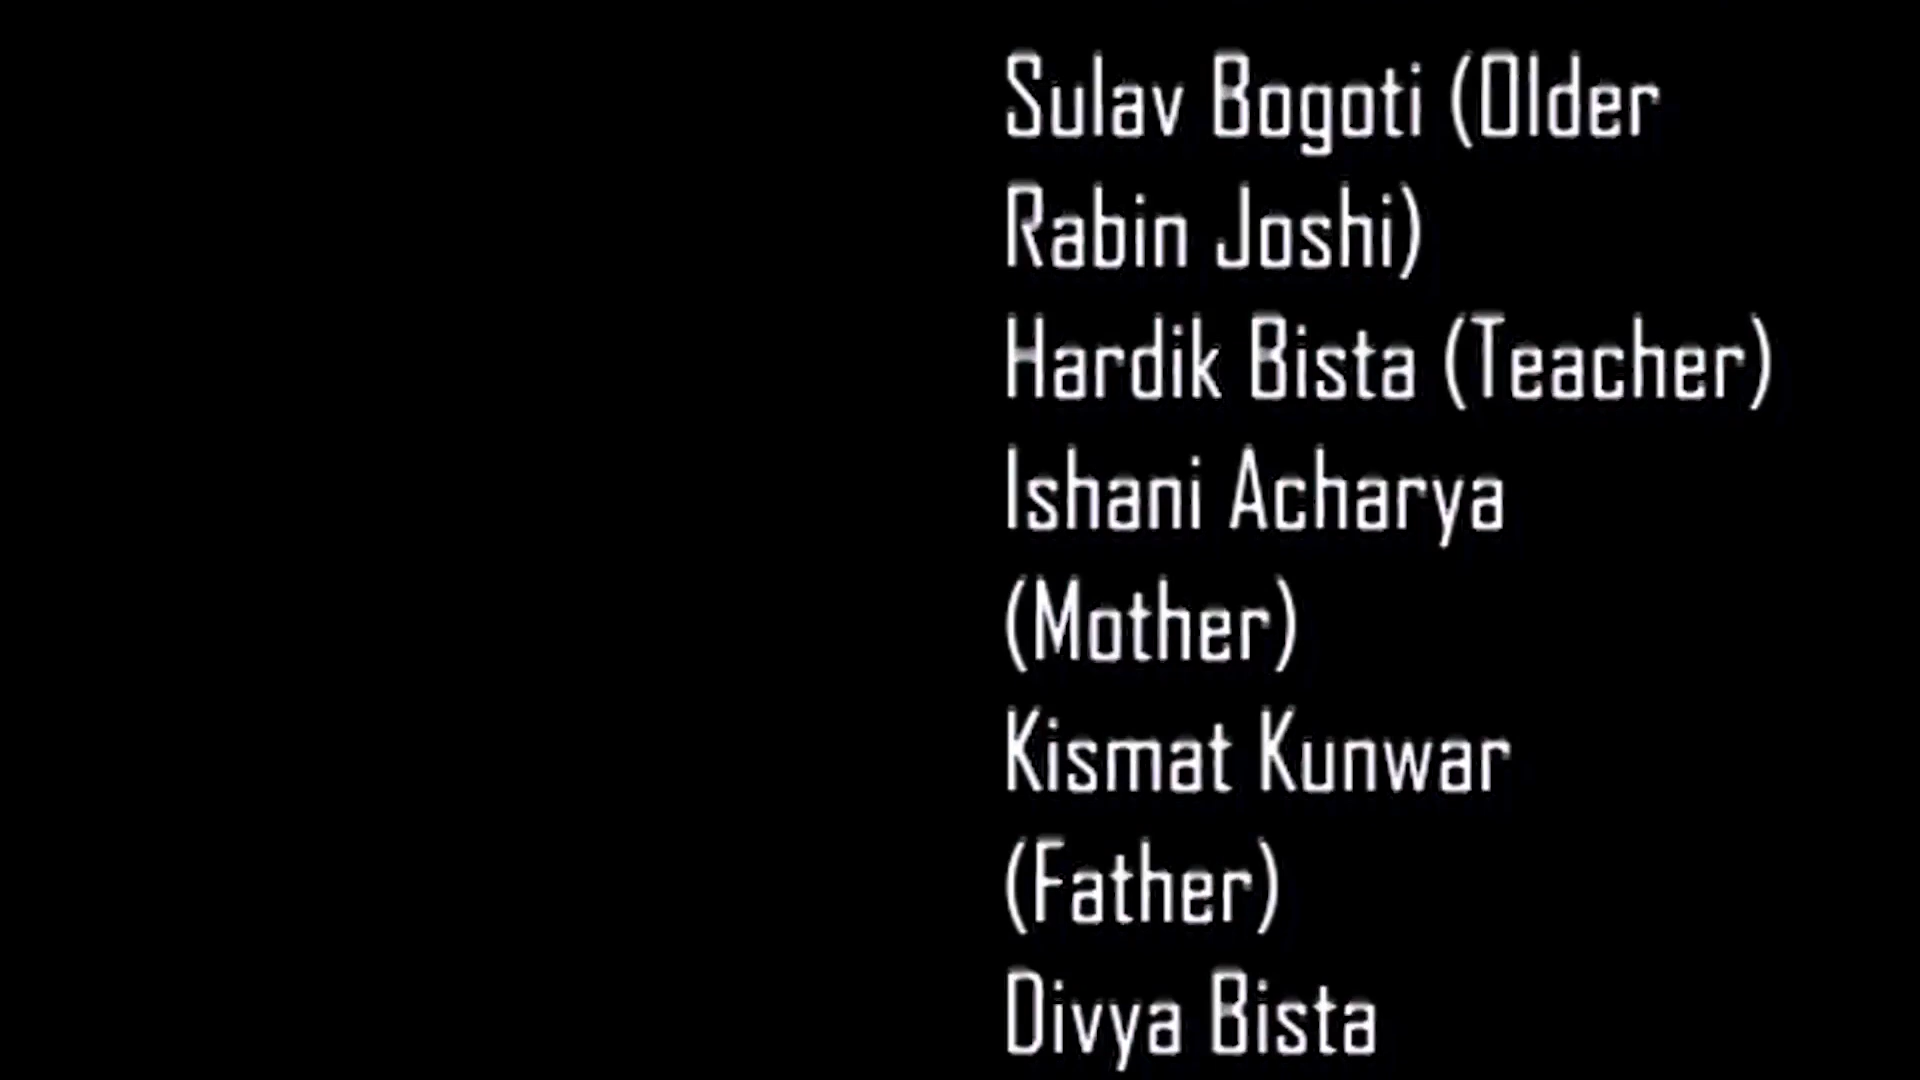 Sulav Bogoti (Older
Rabin Joshi)
Hardik Bista (Teacher)
Ishani Acharya
(Mother)
Kismat Kunwar
(Father)
Divya Bista